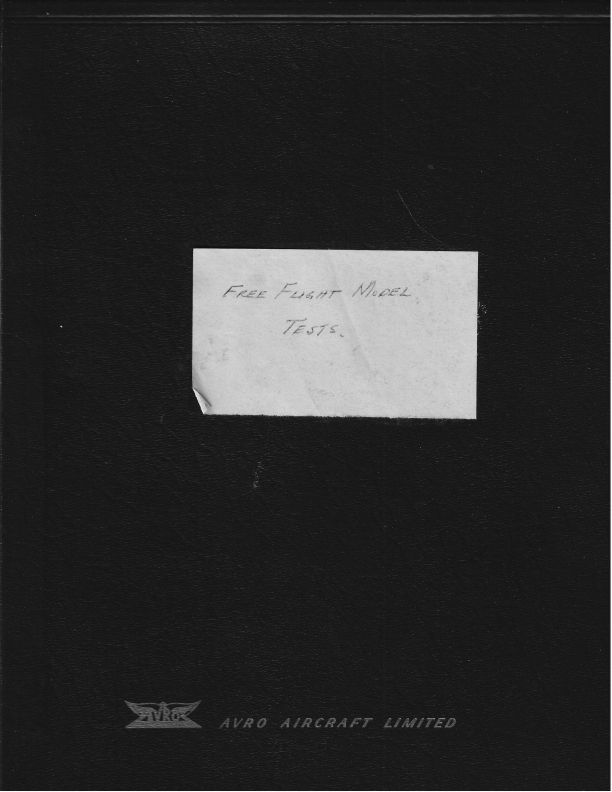 FREE FLIGHT MODEL
TESTS.
AVRO
AVRO AIRCRAFT LIMITED